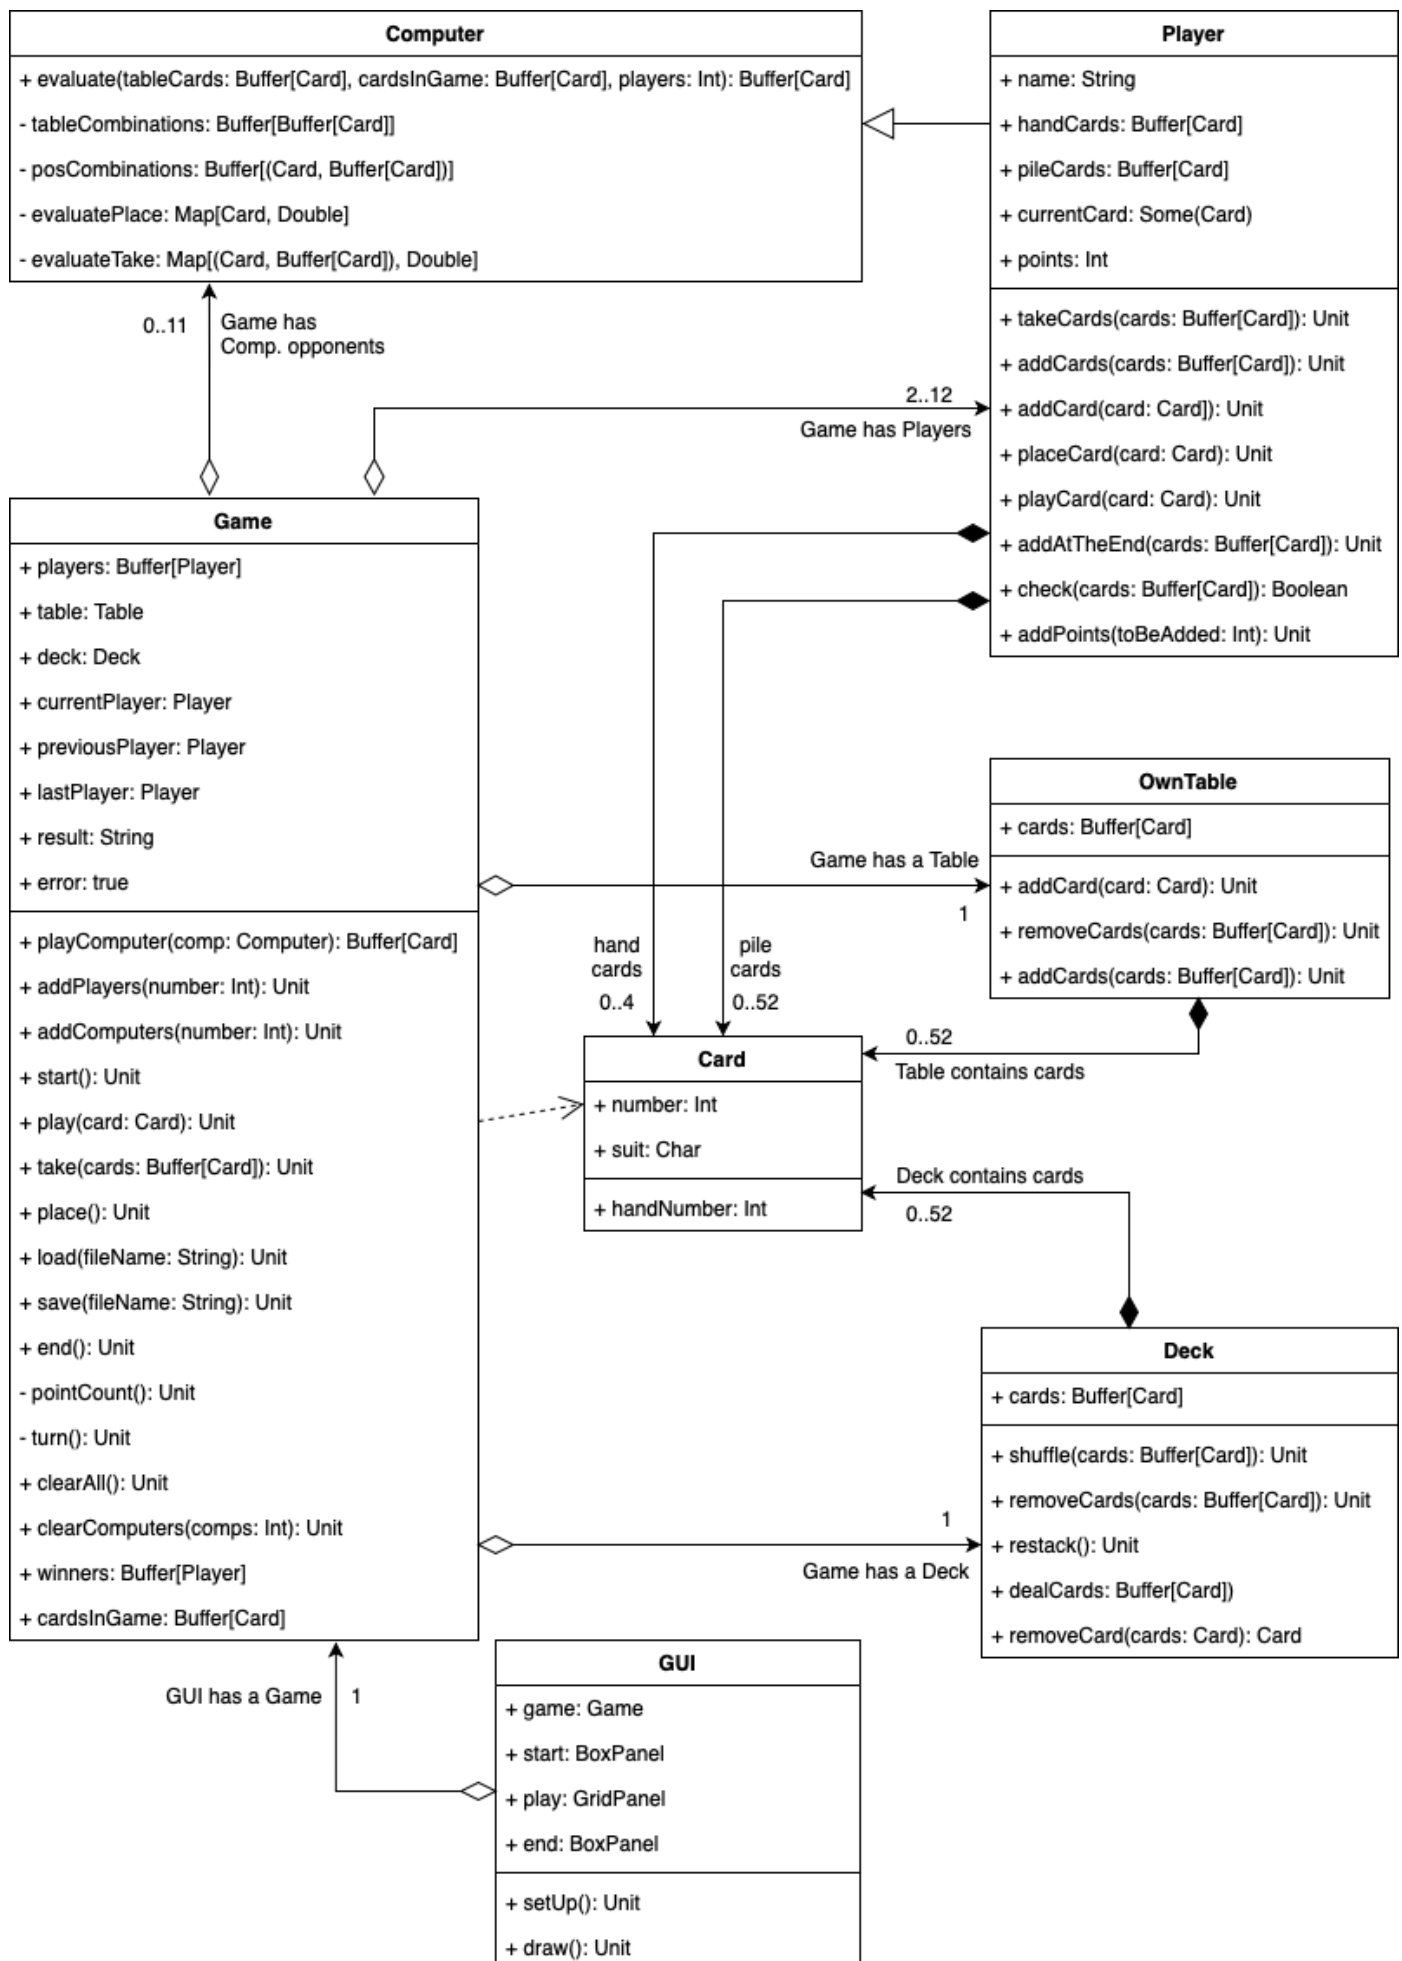 Computer
+ evaluate(tableCards: Buffer[Card], cardsInGame: Buffer[Card], players: Int): Buffer[Card]
- tableCombinations: Buffer[Buffer[Card]]
- posCombinations: Buffer[(Card, Buffer[Card])]
- evaluatePlace: Map[Card, Double]
- evaluateTake: Map[(Card, Buffer[Card]), Double]
Player
+ name: String
+ handCards: Buffer[Card]
+ pileCards: Buffer[Card]
+ currentCard: Some(Card)
+ points: Int
+ takeCards(cards: Buffer[Card]): Unit
+ addCards(cards: Buffer[Card]): Unit
+ addCard(card: Card]): Unit
+ placeCard(card: Card): Unit
+ playCard(card: Card): Unit
+ addAtTheEnd(cards: Buffer[Card]): Unit
+ check(cards: Buffer[Card]): Boolean
+ addPoints(toBeAdded: Int): Unit
0..11
Game has
Comp. opponents
2..12
Game has Players
Game
+ players: Buffer[Player]
+ table: Table
+ deck: Deck
+ currentPlayer: Player
+ previousPlayer: Player
+ lastPlayer: Player
+ result: String
+ error: true
+ playComputer(comp: Computer): Buffer[Card]
+ addPlayers(number: Int): Unit
+ addComputers(number: Int): Unit
+ start(): Unit
+ play(card: Card): Unit
+ take(cards: Buffer[Card]): Unit
+ place(): Unit
+ load(fileName: String): Unit
+ save(fileName: String): Unit
+ end(): Unit
- pointCount(): Unit
- turn(): Unit
+ clearAll(): Unit
+ clearComputers(comps: Int): Unit
+ winners: Buffer[Player]
+ cardsInGame: Buffer[Card]
Game has a Table
1
OwnTable
+ cards: Buffer[Card]
+ addCard(card: Card): Unit
+ removeCards(cards: Buffer[Card]): Unit
+ addCards(cards: Buffer[Card]): Unit
hand
cards
0..4
pile
cards
0..52
Card
+ number: Int
+ suit: Char
+ handNumber: Int
0..52
Table contains cards
Deck contains cards
0..52
Deck
+ cards: Buffer[Card]
+ shuffle(cards: Buffer[Card]): Unit
+ removeCards(cards: Buffer[Card]): Unit
+ restack(): Unit
+ dealCards: Buffer[Card])
+ removeCard(cards: Card): Card
1
Game has a Deck
GUI has a Game
1
GUI
+ game: Game
+ start: BoxPanel
+ play: GridPanel
+ end: BoxPanel
+ setUp(): Unit
+ draw(): Unit